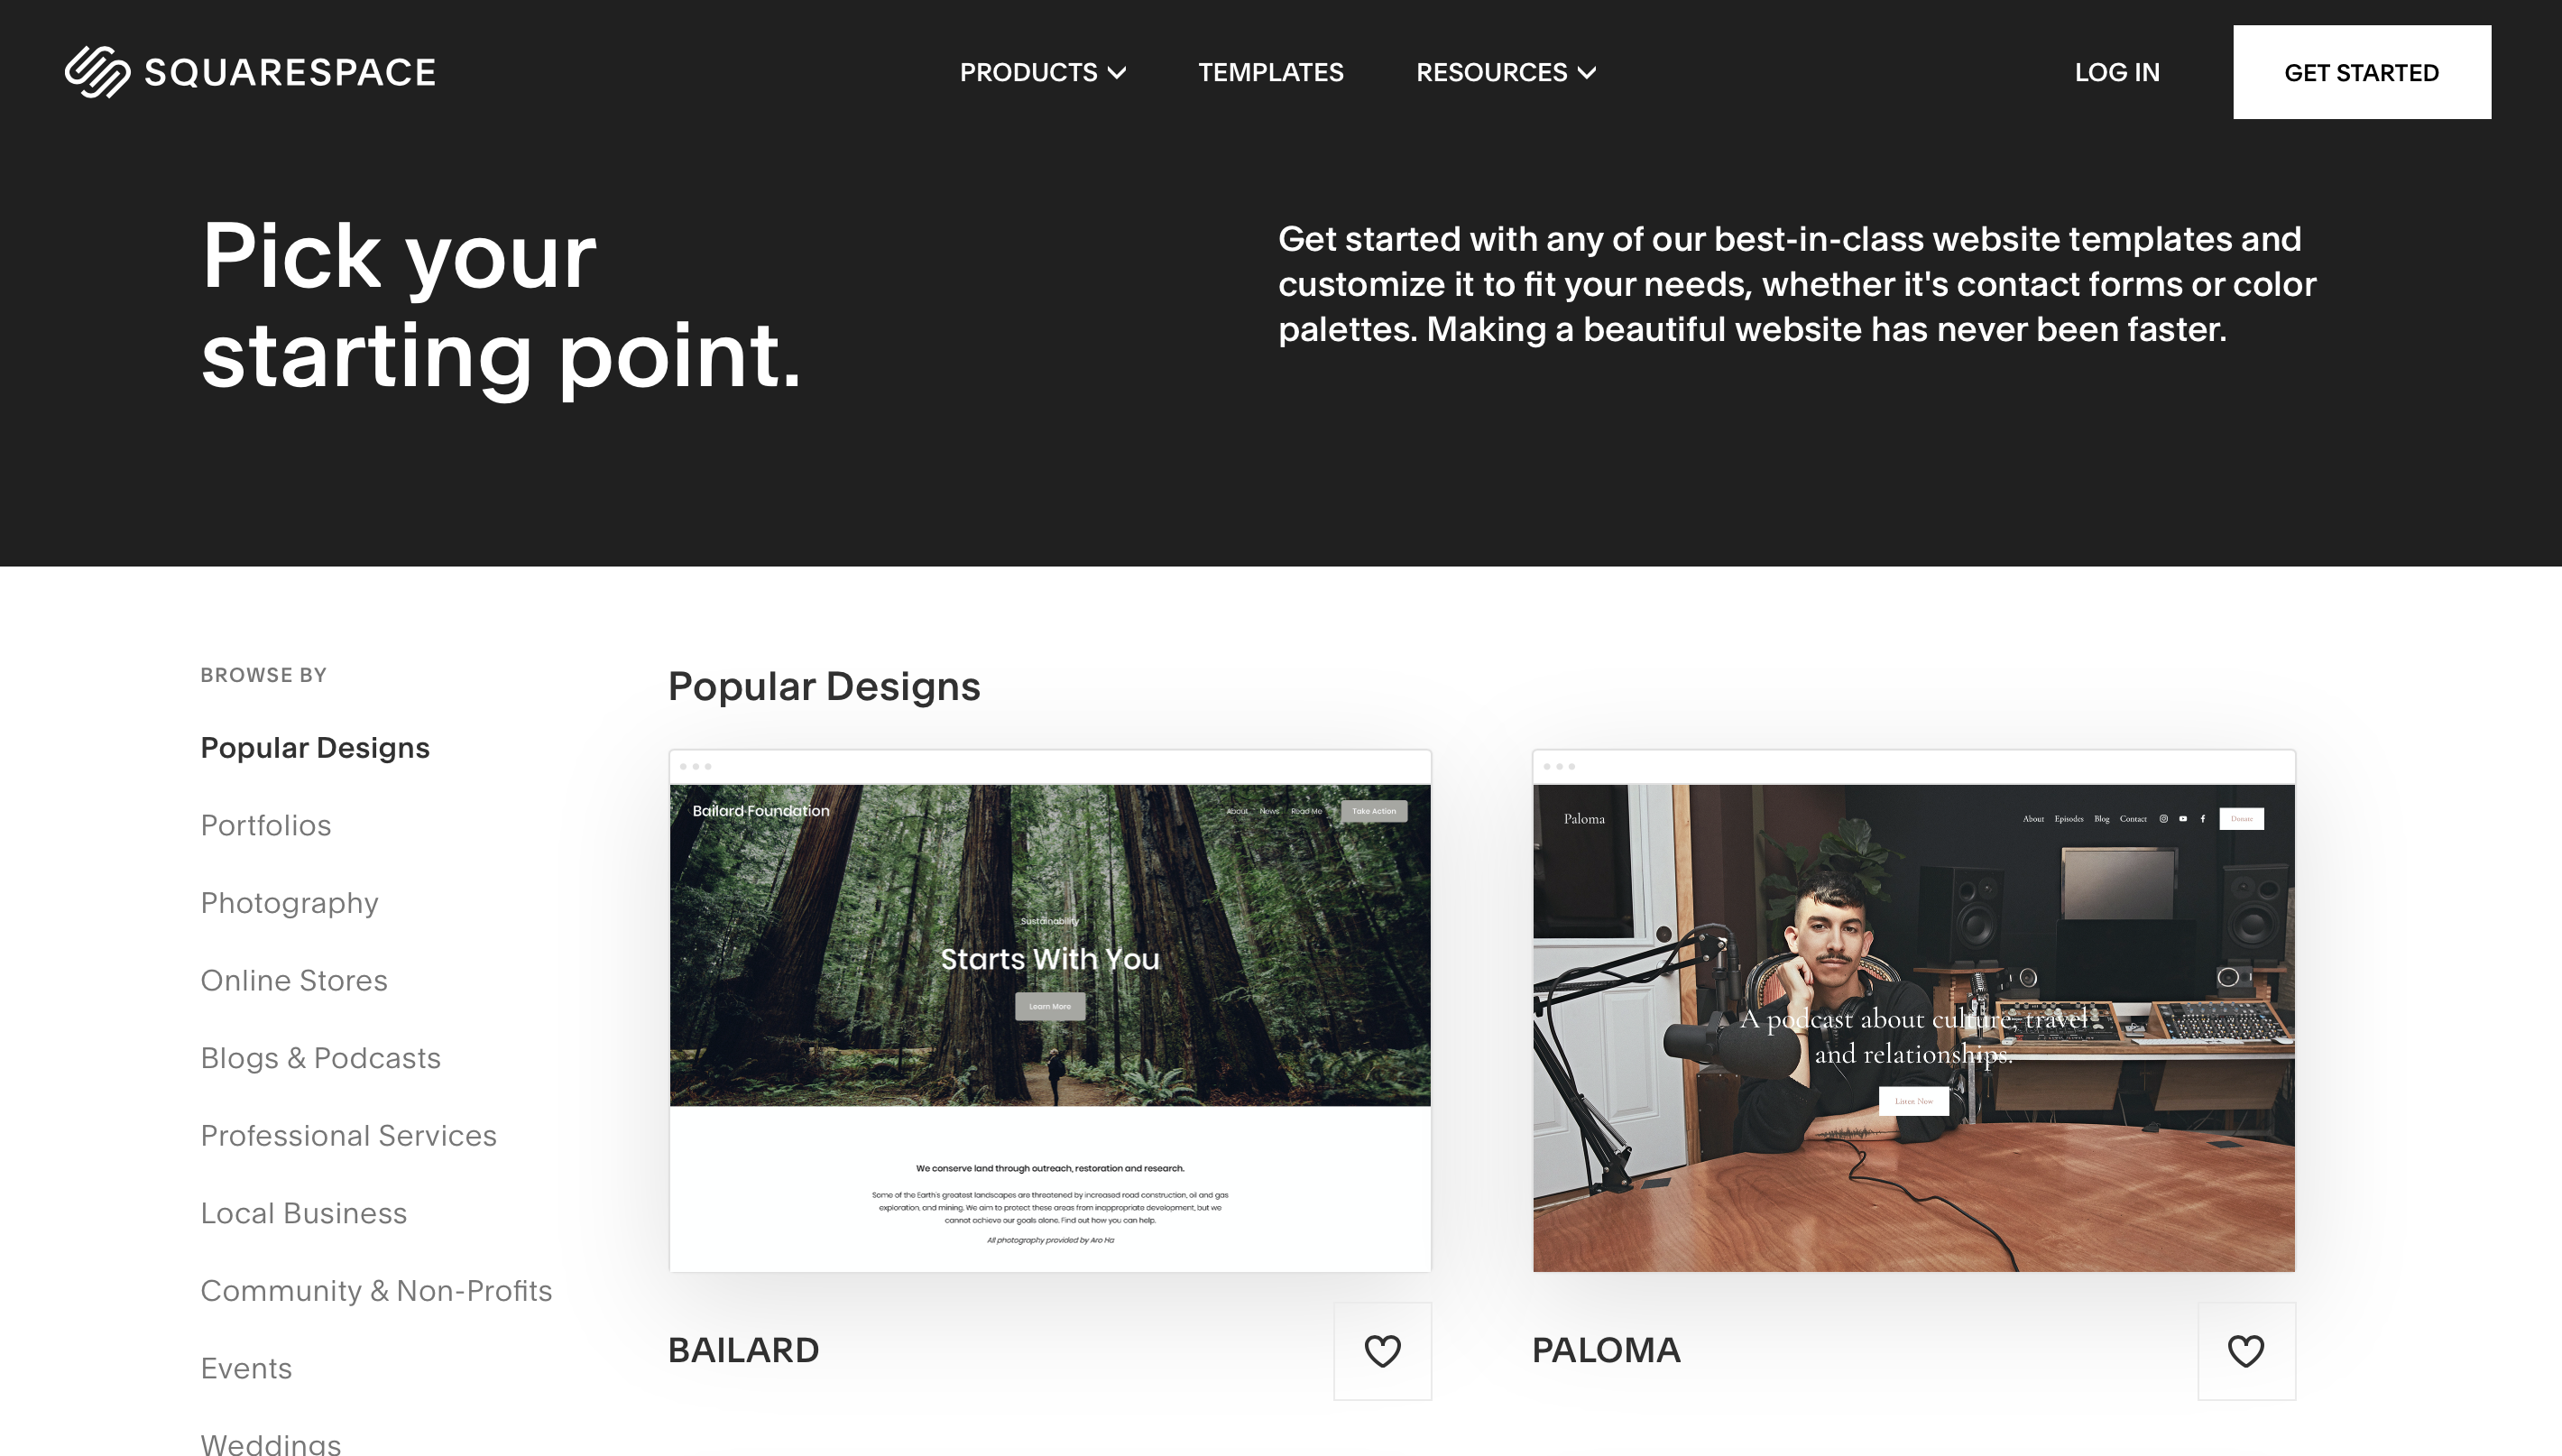 SQUARESPACE
PRODUCTS
TEMPLATES
RESOURCES
LOG IN
GET STARTED
Pick your
starting point.
Get started with any of our best-in-class website templates and
customize it to fit your needs, whether it's contact forms or color
palettes. Making a beautiful website has never been faster.
BROWSE BY
Popular Designs
Portfolios
Photography
Online Stores
Blogs & Podcasts
Professional Services
Local Business
Community & Non-Profits
Events
Weddings
Popular Designs
Bailard Foundation
About
News
Read Me
Take Action
Sustainability
Starts With You
Learn More
We conserve land through outreach, restoration and research.
Some of the Earth's greatest landscapes are threatened by increased road construction, oil and gas
exploration, and mining. We aim to protect these areas from inappropriate development, but we
cannot achieve our goals alone. Find out how you can help.
All photography provided by Aro Ha
BAILARD
Paloma
About
Episodes
Blog
Contact
Donate
A podcast about culture, travel
and relationships.
Listen Now
PALOMA